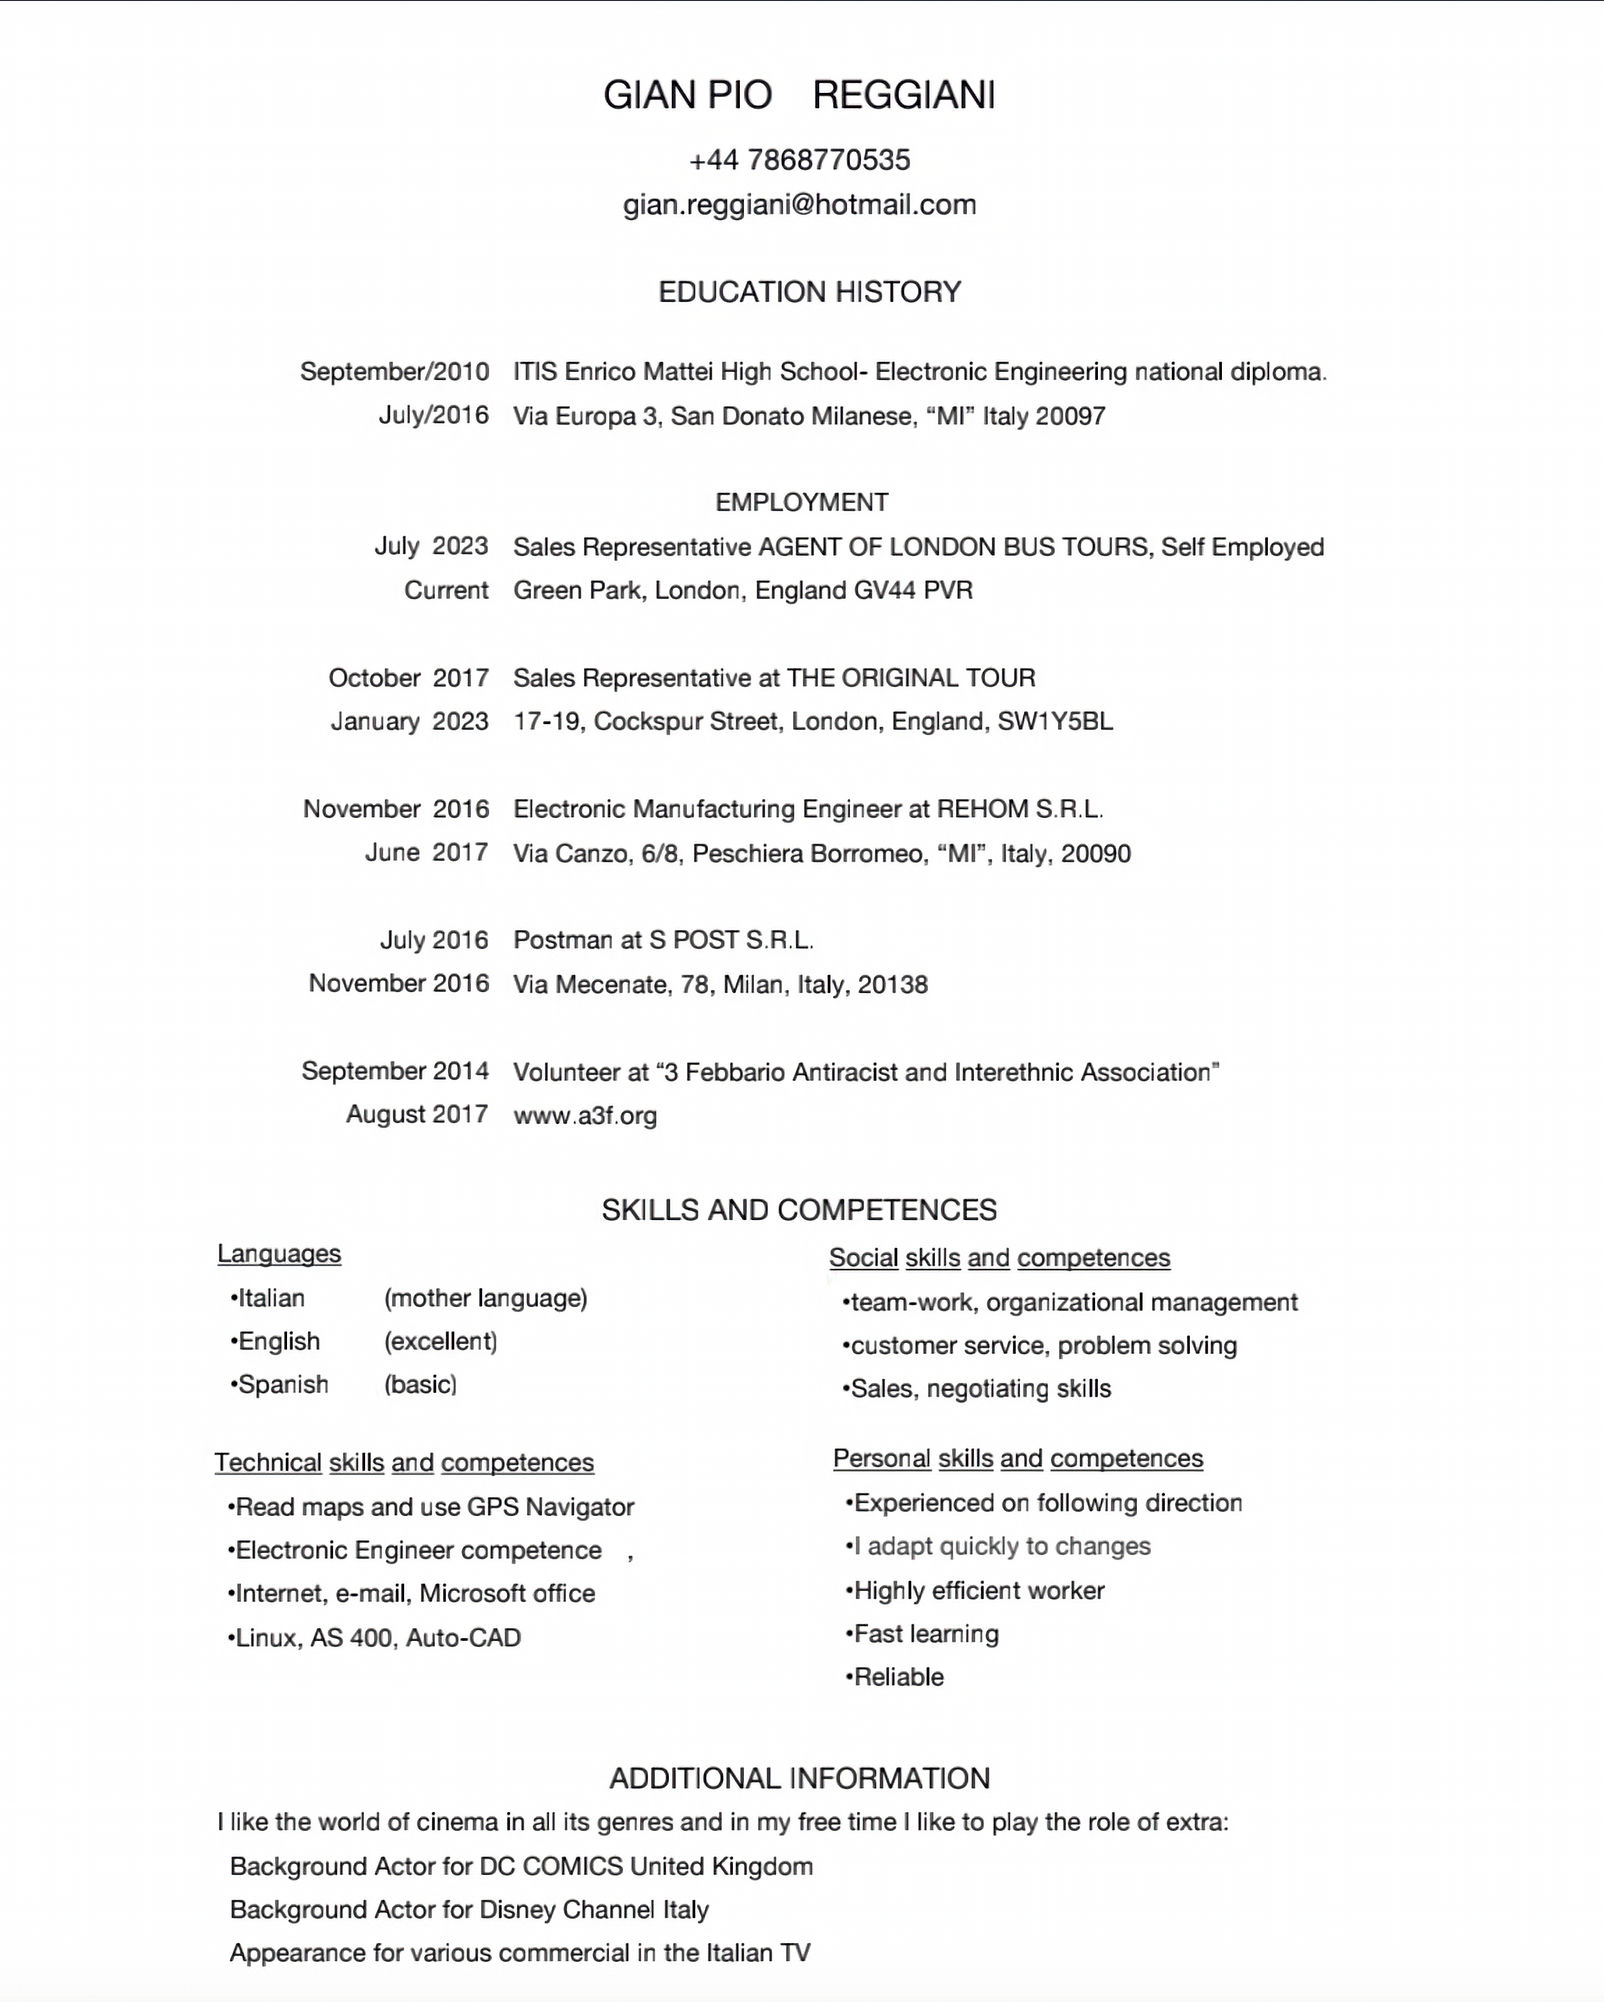 GIAN PIO REGGIANI
+44 7868770535
gian.reggiani@hotmail.com
EDUCATION HISTORY
September/2010 ITIS Enrico Mattei High School- Electronic Engineering national diploma.
July/2016 Via Europa 3, San Donato Milanese, “MI” Italy 20097
EMPLOYMENT
July 2023 Sales Representative AGENT OF LONDON BUS TOURS, Self Employed
Current Green Park, London, England GV44 PVR
October 2017 Sales Representative at THE ORIGINAL TOUR
January 2023 17-19, Cockspur Street, London, England, SW1Y5BL
November 2016 Electronic Manufacturing Engineer at REHOM S.R.L.
June 2017 Via Canzo, 6/8, Peschiera Borromeo, “MI”, Italy, 20090
July 2016 Postman at S POST S.R.L.
November 2016 Via Mecenate, 78, Milan, Italy, 20138
September 2014 Volunteer at “3 Febbario Antiracist and Interethnic Association”
August 2017 www.a3f.org
SKILLS AND COMPETENCES
Languages
•Italian (mother language)
•English (excellent)
•Spanish (basic)
Social skills and competences
•team-work, organizational management
•customer service, problem solving
•Sales, negotiating skills
Technical skills and competences
•Read maps and use GPS Navigator
•Electronic Engineer competence ,
•Internet, e-mail, Microsoft office
•Linux, AS 400, Auto-CAD
Personal skills and competences
•Experienced on following direction
•I adapt quickly to changes
•Highly efficient worker
•Fast learning
•Reliable
ADDITIONAL INFORMATION
I like the world of cinema in all its genres and in my free time I like to play the role of extra:
Background Actor for DC COMICS United Kingdom
Background Actor for Disney Channel Italy
Appearance for various commercial in the Italian TV